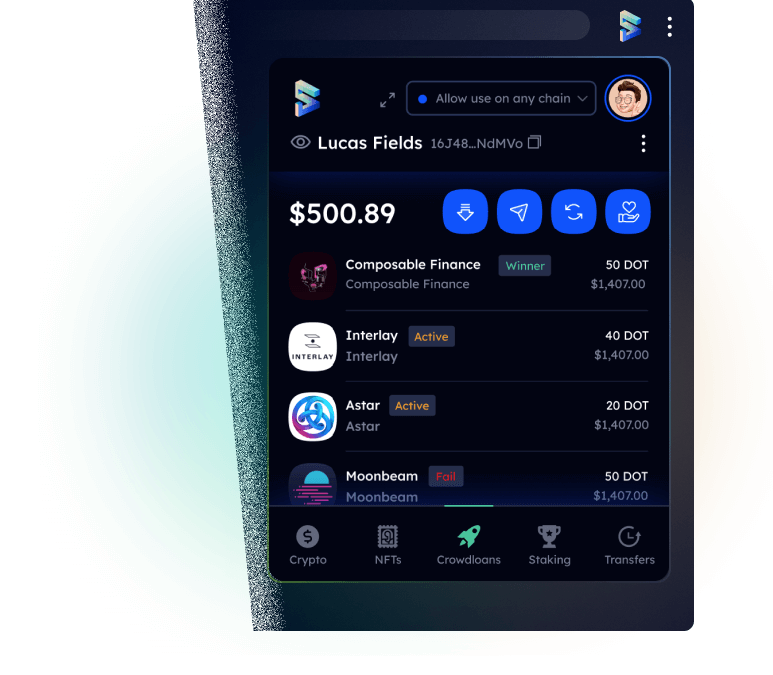 Allow use on any chain
Lucas Fields 16J48...NdMVo
$500.89
Composable Finance Winner 50 DOT
Composable Finance $1,407.00
INTERLAY
Interlay Active 40 DOT
Interlay $1,407.00
Astar Active 20 DOT
Astar $1,407.00
Moonbeam Fail 50 DOT
Moonbeam $1,407.00
Crypto NFTs Crowdloans Staking Transfers